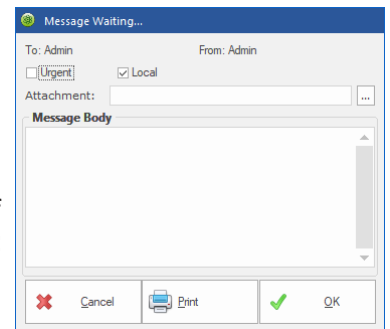 Message Waiting...
To: Admin From: Admin
Urgent Local
Attachment: ...
Message Body
Cancel Print OK